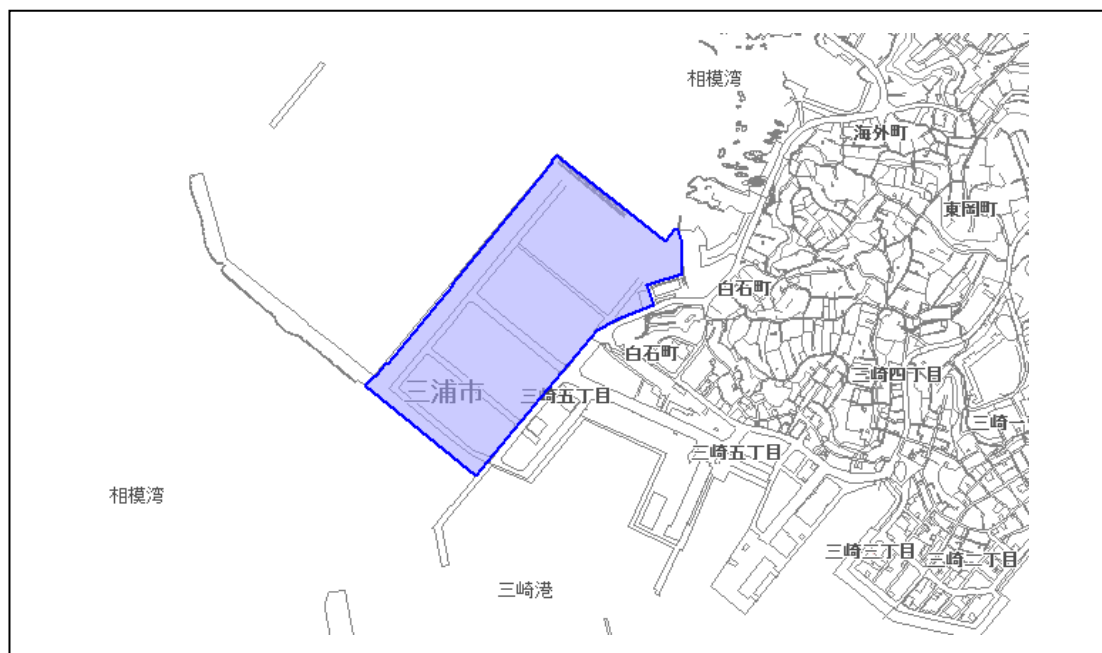 相模湾
海外町
東岡町
白石町
白石町
三崎四丁目
三浦市
三崎五丁目
三崎一
三崎五丁目
相模湾
三崎三丁目
三崎二丁目
三崎港